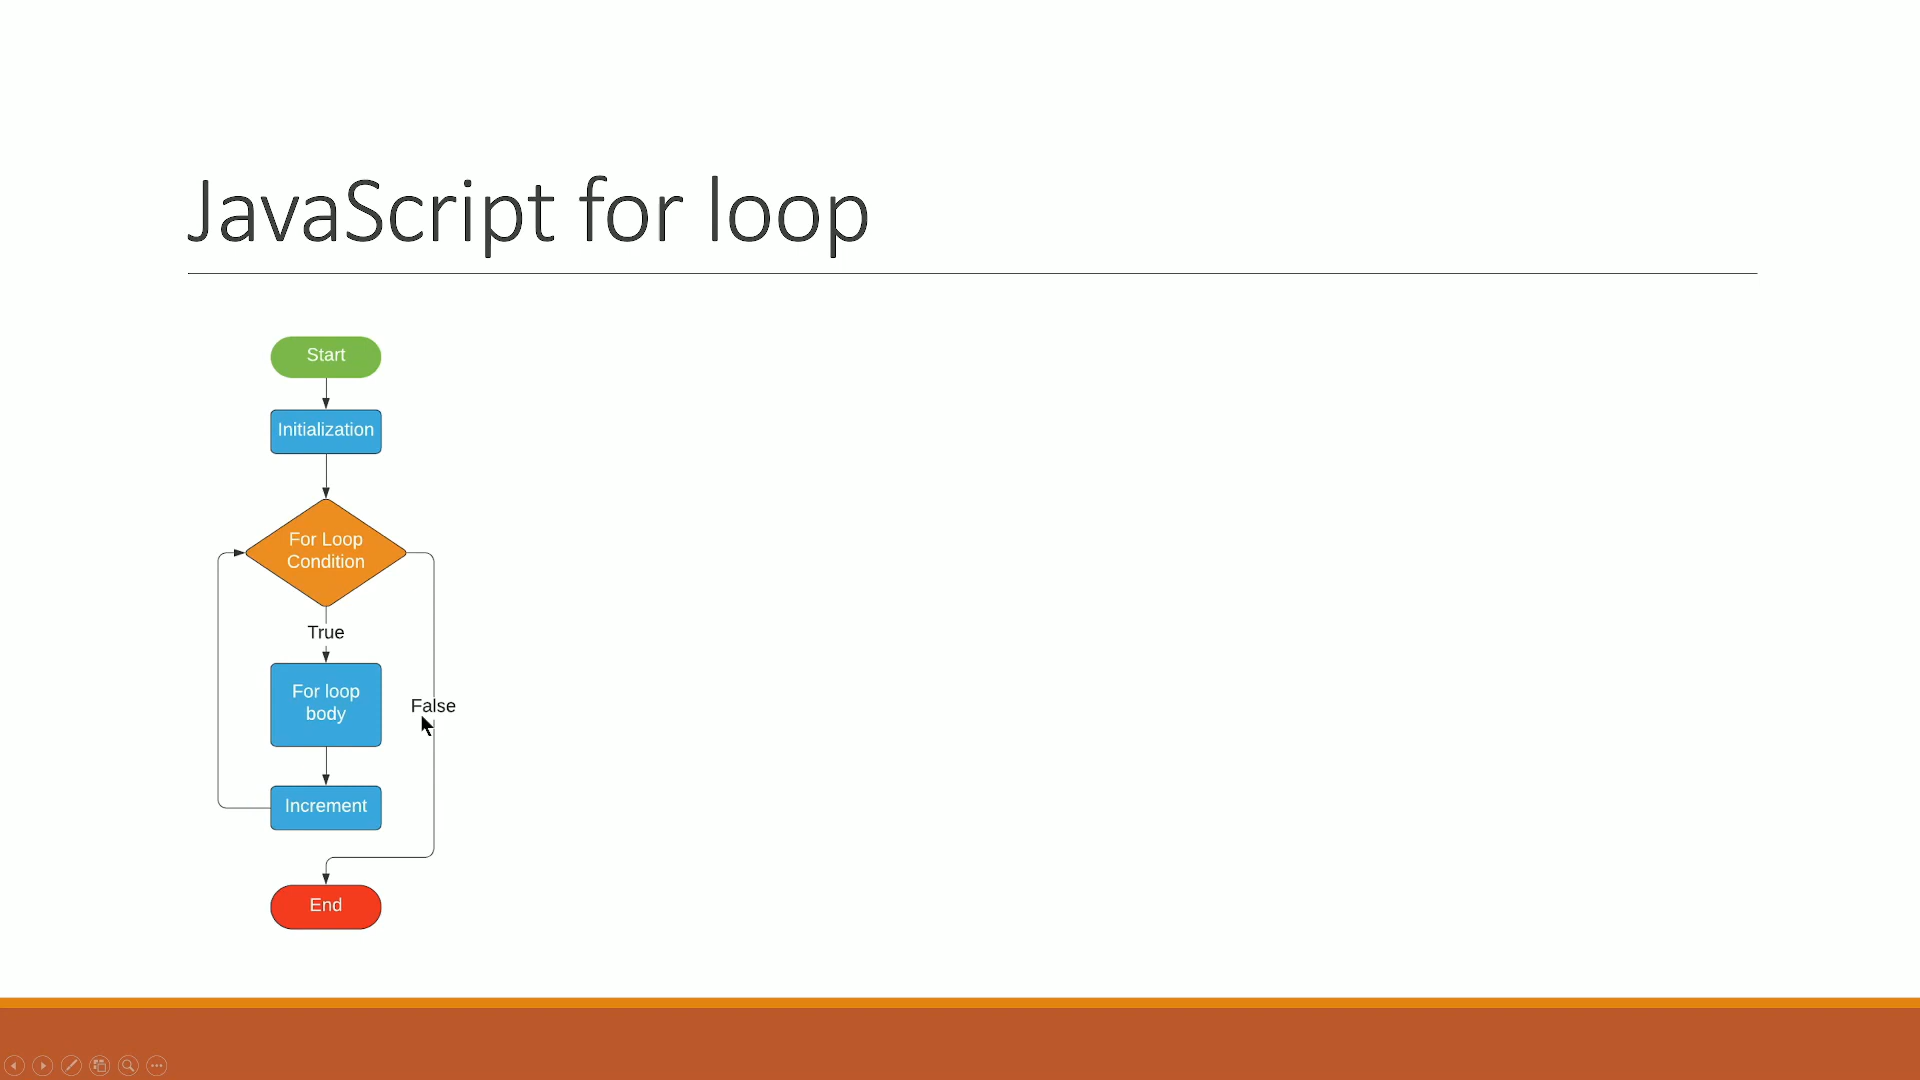 JavaScript for loop
Start
Initialization
For Loop
Condition
True
For loop
body
False
Increment
End